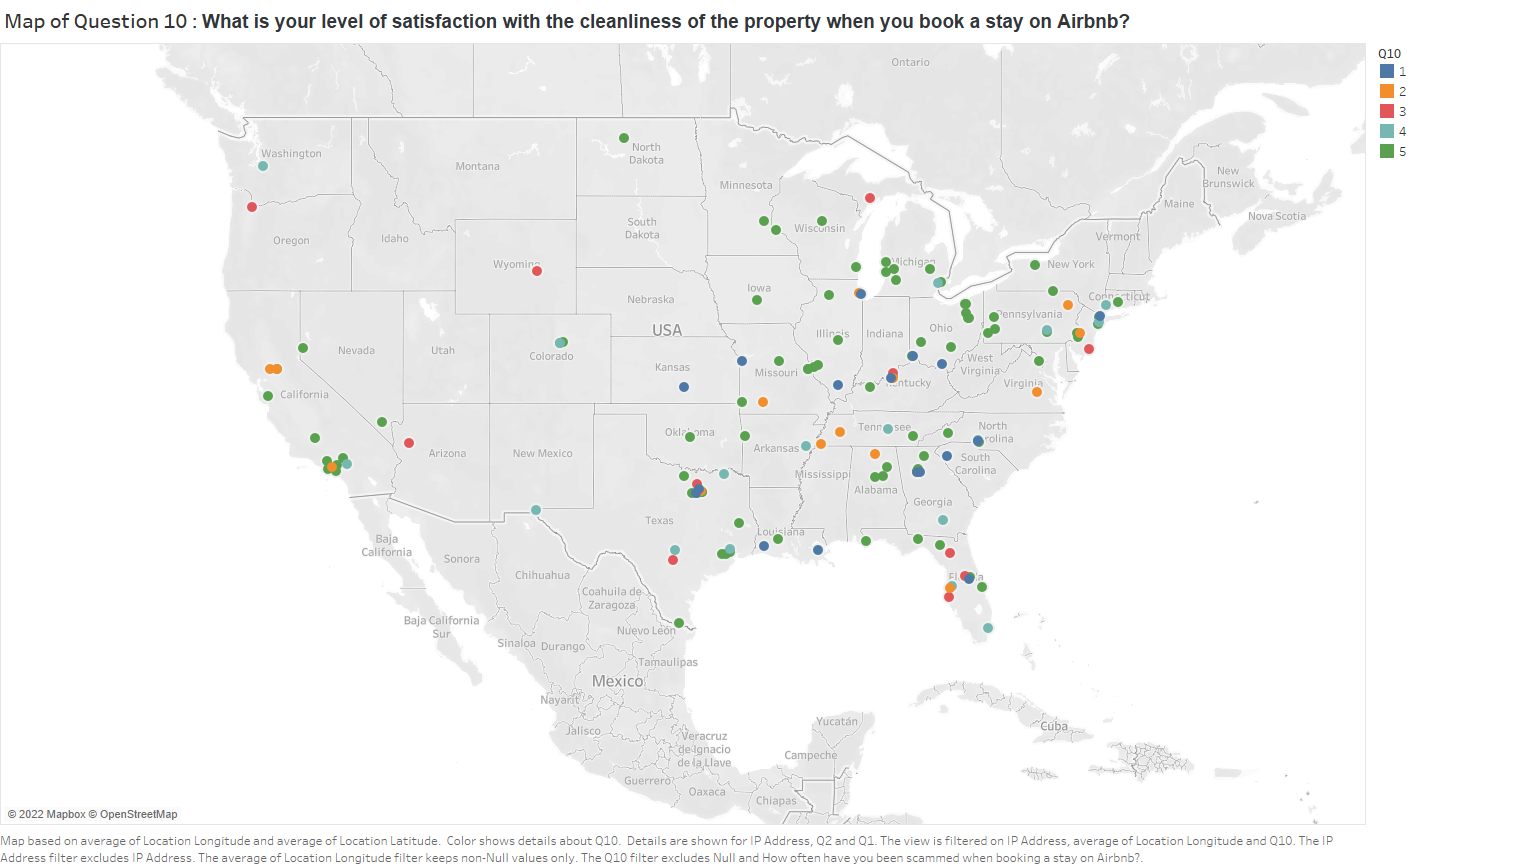 Map of Question 10 : What is your level of satisfaction with the cleanliness of the property when you book a stay on Airbnb?
Q10
1
2
3
4
5
Ontario
Washington
Montana
North
Dakota
Minnesota
New
Brunswick
Maine
Nova Scotia
Oregon
Idaho
South
Dakota
Wisconsin
Vermont
Wyoming
Michigan
New York
Iowa
Nebraska
Connecticut
USA
Pennsylvania
Illinois
Indiana
Ohio
Nevada
Utah
Colorado
Kansas
Missouri
West
Virginia
Kentucky
Virginia
California
Oklahoma
Tennessee
North
Carolina
Arizona
New Mexico
Arkansas
South
Carolina
Mississippi
Alabama
Georgia
Texas
Louisiana
Baja
California
Sonora
Chihuahua
Florida
Coahuila de
Zaragoza
Baja California
Sur
Nuevo León
Sinaloa
Durango
Tamaulipas
Mexico
Nayarit
Yucatán
Cuba
Jalisco
Veracruz
de Ignacio
de la Llave
Campeche
Guerrero
Oaxaca
Chiapas
© 2022 Mapbox © OpenStreetMap
Map based on average of Location Longitude and average of Location Latitude.  Color shows details about Q10.  Details are shown for IP Address, Q2 and Q1. The view is filtered on IP Address, average of Location Longitude and Q10. The IP
Address filter excludes IP Address. The average of Location Longitude filter keeps non-Null values only. The Q10 filter excludes Null and How often have you been scammed when booking a stay on Airbnb?.